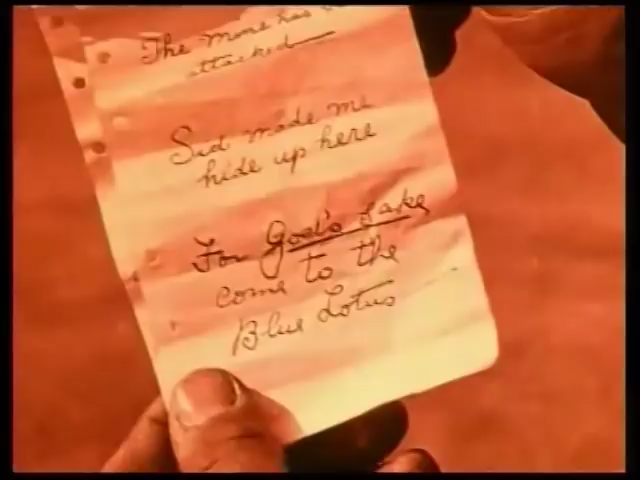 The Mine has
attacked
Sid made me
hide up here
For God's Sake
come to the
Blue Lotus